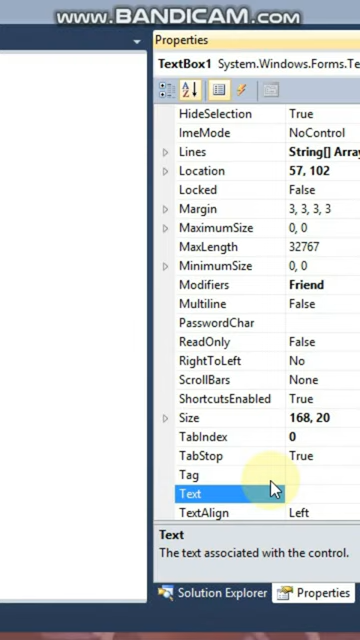 www.BANDICAM.com
Properties
TextBox1 System.Windows.Forms.Te
HideSelection True
ImeMode NoControl
Lines String[] Array
Location 57, 102
Locked False
Margin 3, 3, 3, 3
MaximumSize 0, 0
MaxLength 32767
MinimumSize 0, 0
Modifiers Friend
Multiline False
PasswordChar
ReadOnly False
RightToLeft No
ScrollBars None
ShortcutsEnabled True
Size 168, 20
TabIndex 0
TabStop True
Tag
Text
TextAlign Left
Text
The text associated with the control.
Solution Explorer Properties